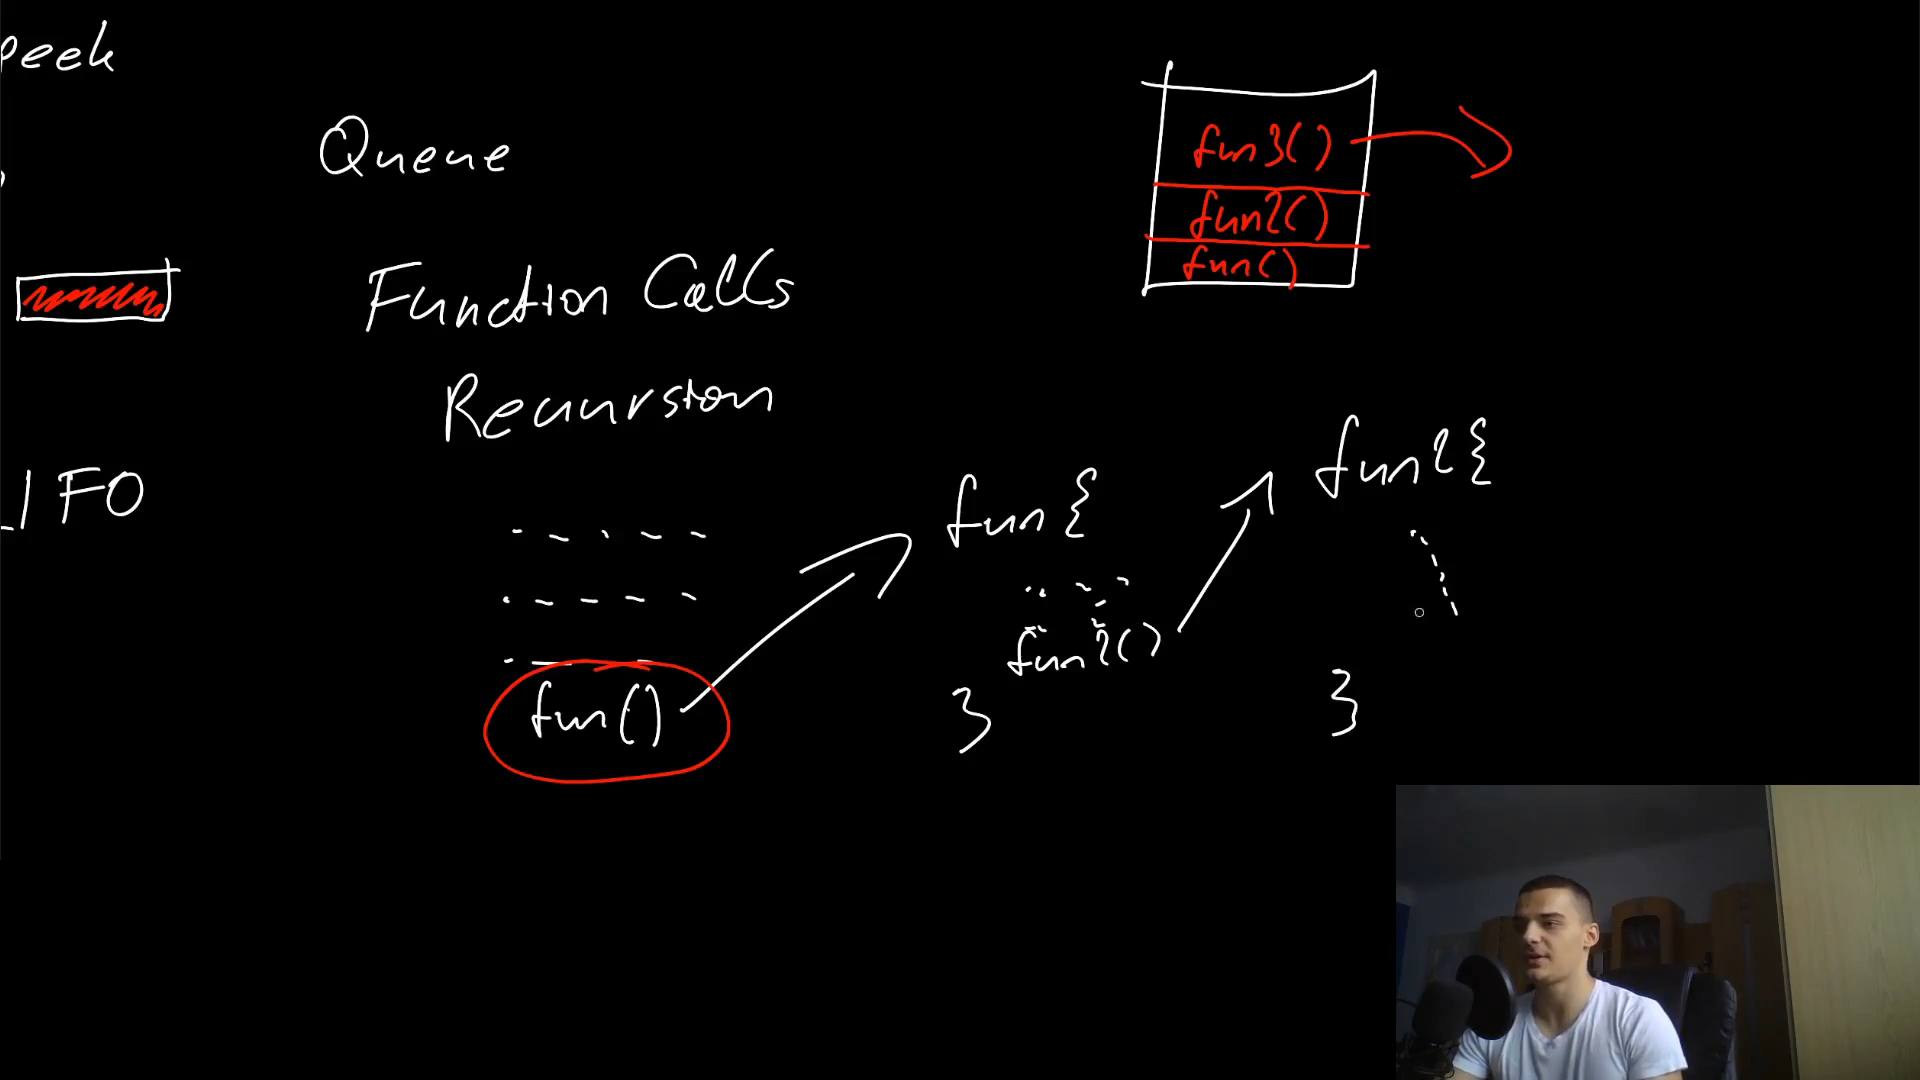 peek
Queue
Function Calls
Recursion
LIFO
fun3()
fun2()
fun()
fun()
fun{
fun2()
}
fun2{
}